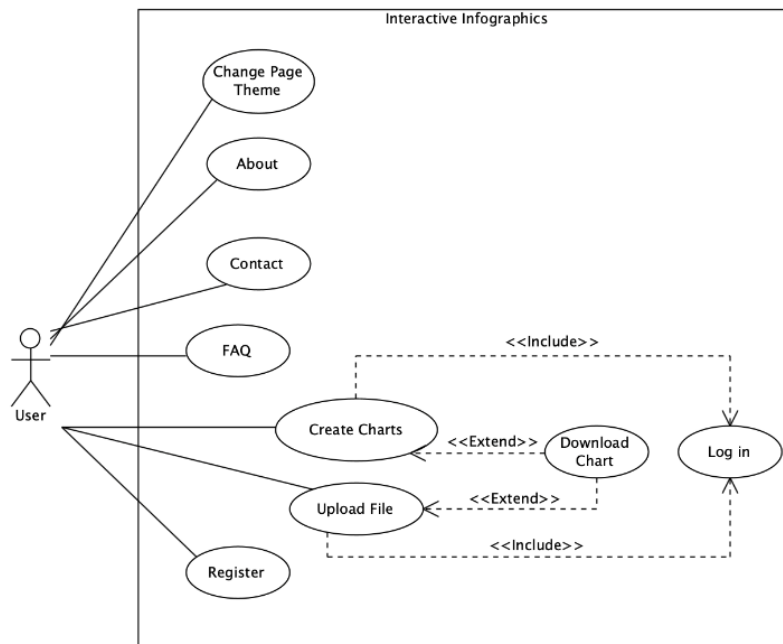 Interactive Infographics
Change Page
Theme
About
Contact
FAQ
User
<<Include>>
Create Charts
<<Extend>>
Download
Chart
Log in
<<Extend>>
Upload File
<<Include>>
Register